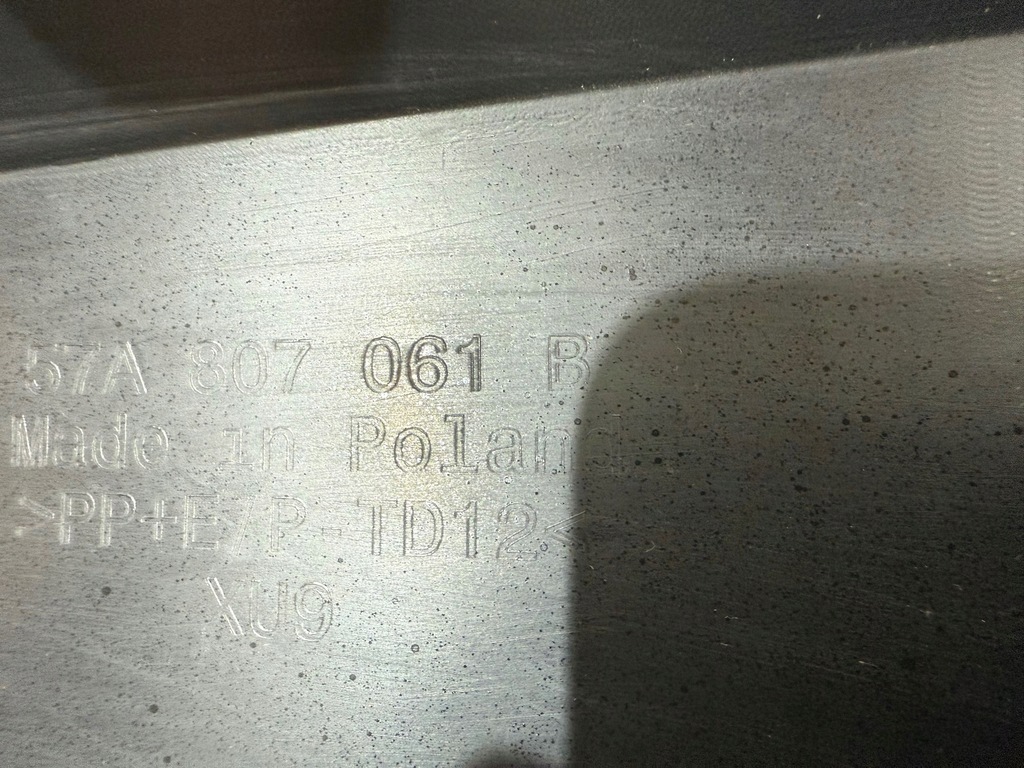 57A 807 061 B
Made in Poland
>PP+E/P-TD12<
XU9